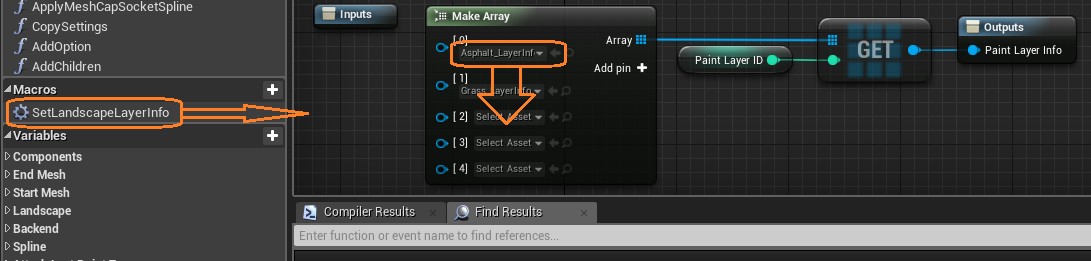 ApplyMeshCapSocketSpline
CopySettings
AddOption
AddChildren
Macros
SetLandscapeLayerInfo
Variables
Components
End Mesh
Start Mesh
Landscape
Backend
Spline
Inputs
Make Array
[0]
Asphalt_LayerInf
Array
Add pin
[ 1]
Grass_LayerInfo
[ 2] Select Asset
[ 3] Select Asset
[ 4] Select Asset
Paint Layer ID
GET
Outputs
Paint Layer Info
Compiler Results
Find Results
Enter function or event name to find references...